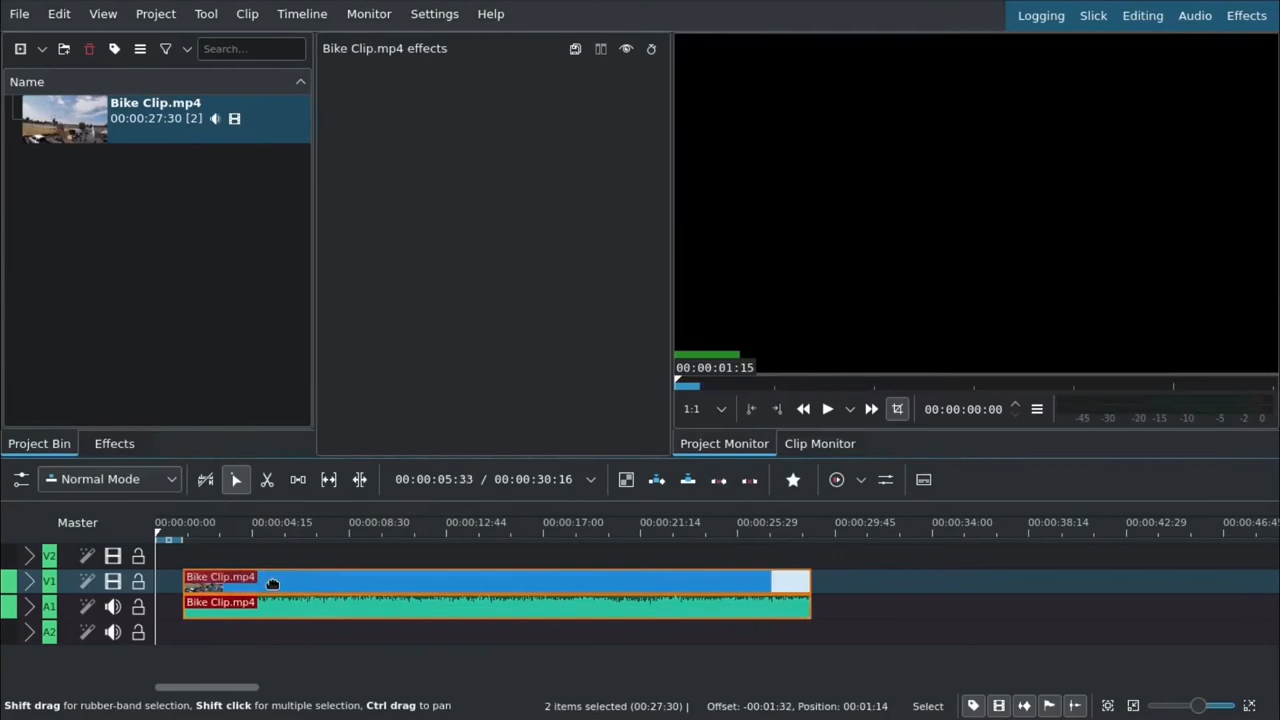 File Edit View Project Tool Clip Timeline Monitor Settings Help
Logging Slick Editing Audio Effects
Search...
Bike Clip.mp4 effects
Name
Bike Clip.mp4
00:00:27:30 [2]
00:00:01:15
1:1
00:00:00:00
-45 -30 -20 -15 -10 -5 -2 0
Project Bin Effects
Project Monitor Clip Monitor
Normal Mode
00:00:05:33 / 00:00:30:16
Master
00:00:00:00 00:00:04:15 00:00:08:30 00:00:12:44 00:00:17:00 00:00:21:14 00:00:25:29 00:00:29:45 00:00:34:00 00:00:38:14 00:00:42:29 00:00:46:45
V2
V1
Bike Clip.mp4
A1
Bike Clip.mp4
A2
Shift drag for rubber-band selection, Shift click for multiple selection, Ctrl drag to pan
2 items selected (00:27:30) | Offset: -00:01:32, Position: 00:01:14
Select